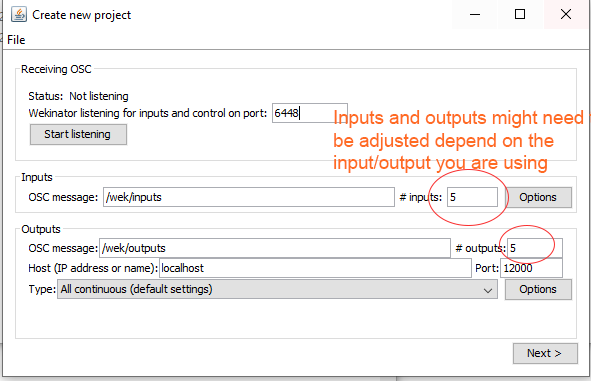 Create new project
File
Receiving OSC
Status: Not listening
Wekinator listening for inputs and control on port: 6448
Start listening
Inputs and outputs might need
be adjusted depend on the
input/output you are using
Inputs
OSC message: /wek/inputs # inputs: 5 Options
Outputs
OSC message: /wek/outputs # outputs: 5
Host (IP address or name): localhost Port: 12000
Type: All continuous (default settings) Options
Next >